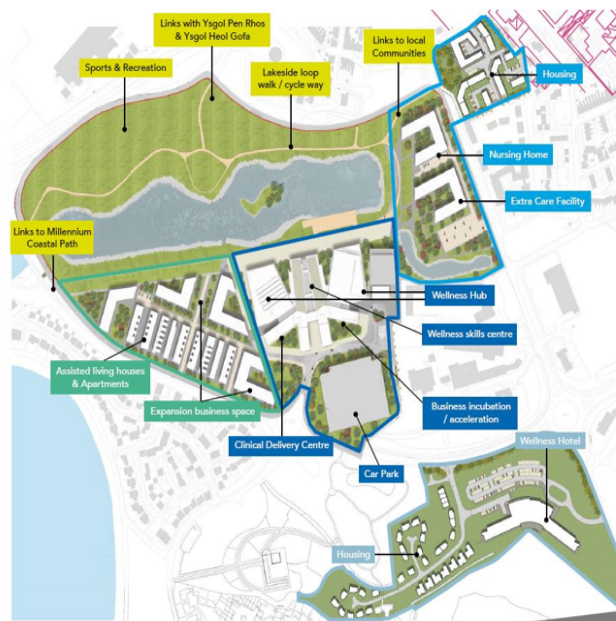 Links with Ysgol Pen Rhos
& Ysgol Heol Gofa
Sports & Recreation
Lakeside loop
walk / cycle way
Links to local
Communities
Housing
Nursing Home
Extra Care Facility
Links to Millennium
Coastal Path
Wellness Hub
Wellness skills centre
Assisted living houses
& Apartments
Expansion business space
Business incubation
/ acceleration
Clinical Delivery Centre
Car Park
Wellness Hotel
Housing